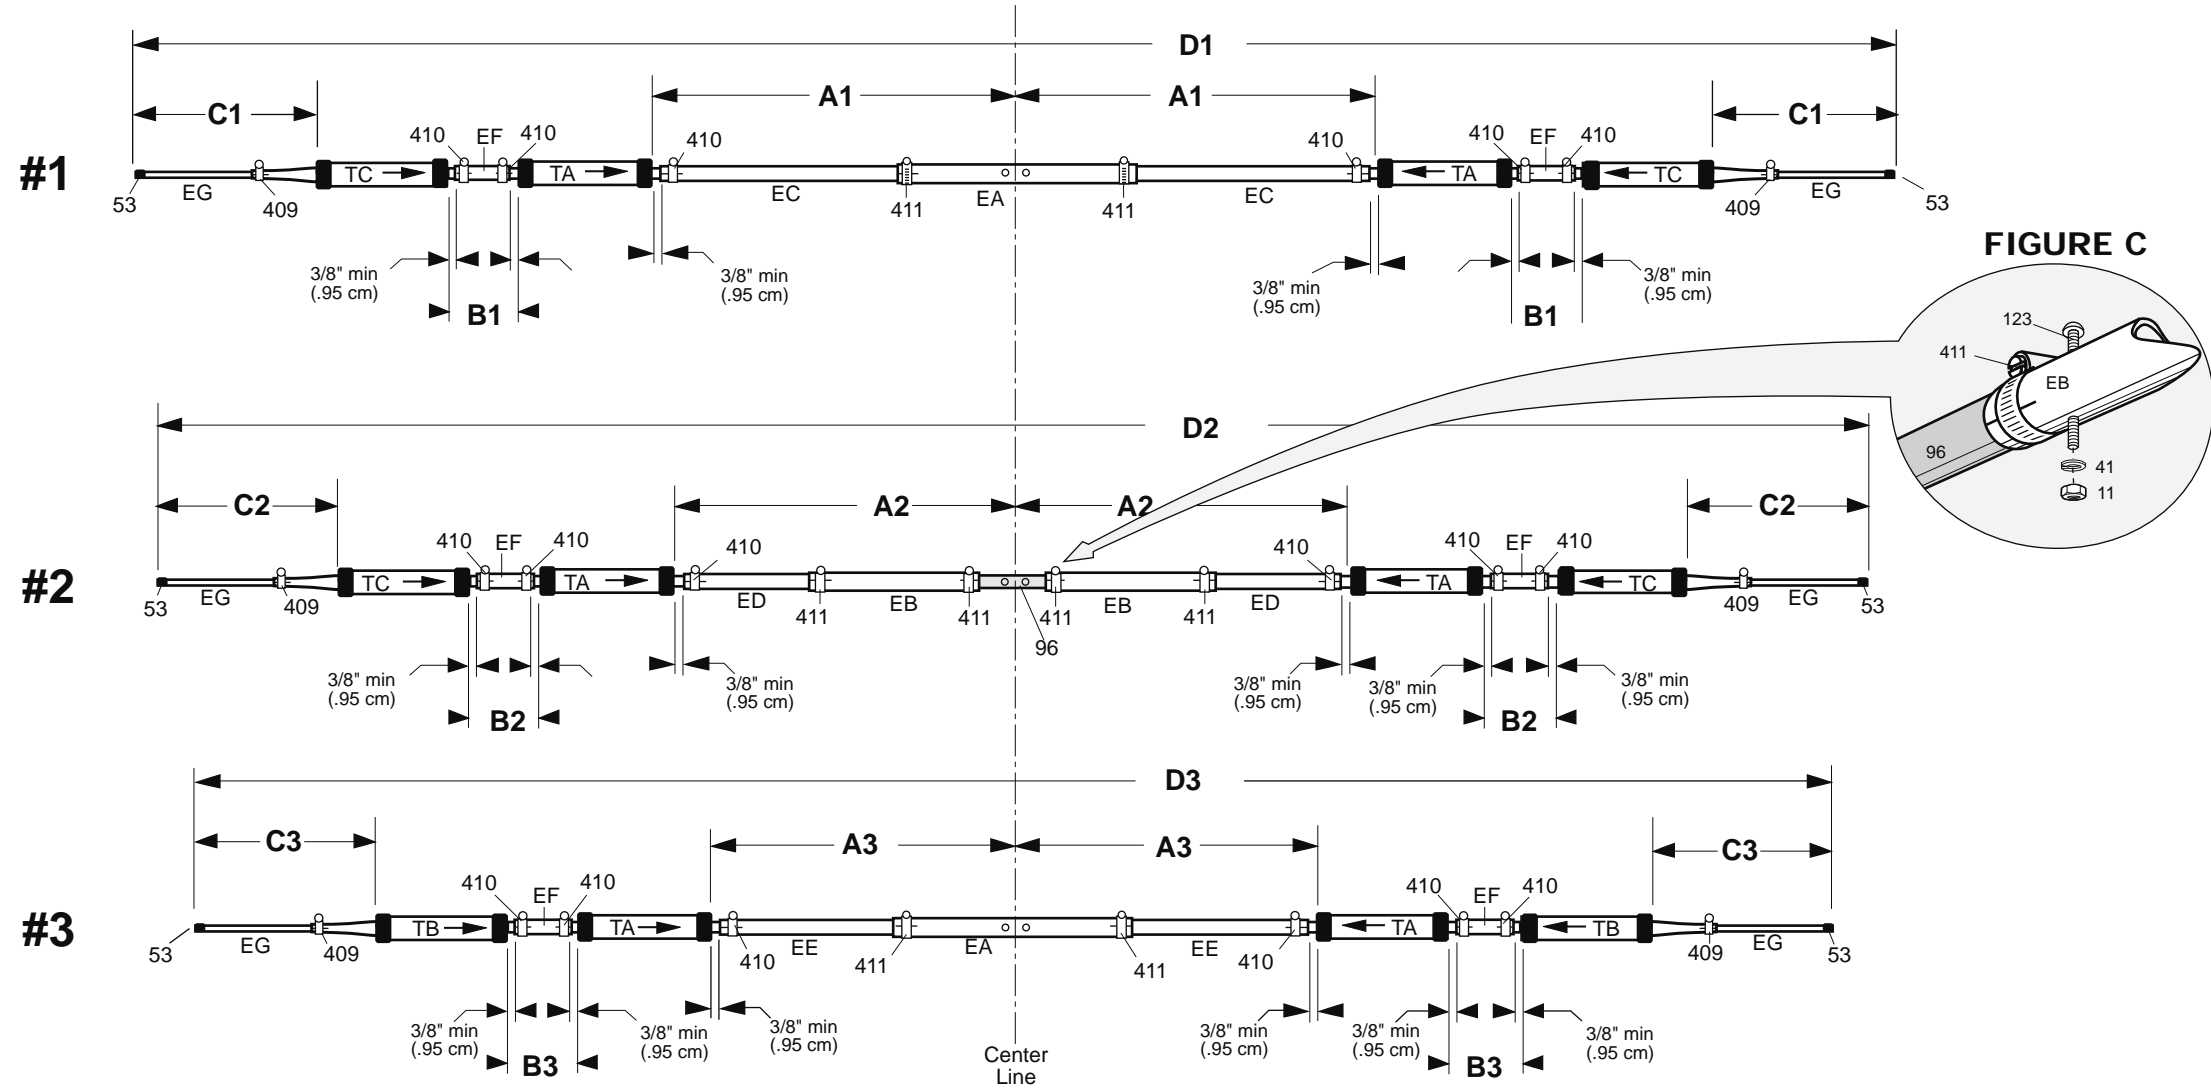 D1
A1 A1
C1 C1
410 EF 410 410 410 410 EF 410
#1
TC TA TA TC
53 EG 409 EC 411 EA 411 EC 409 EG 53
3/8" min
(.95 cm)
3/8" min
(.95 cm)
3/8" min
(.95 cm)
3/8" min
(.95 cm)
B1 B1
FIGURE C
123
411
EB
96
41
11
D2
C2 A2 A2 C2
410 EF 410 410 410 410 EF 410
#2
TC TA TA TC
53 EG 409 ED 411 EB 411 411 EB 411 ED 409 EG 53
96
3/8" min
(.95 cm)
3/8" min
(.95 cm)
3/8" min
(.95 cm)
3/8" min
(.95 cm)
3/8" min
(.95 cm)
B2 B2
D3
C3 A3 A3 C3
410 EF 410 410 EF 410
#3
TB TA TA TB
53 EG 409 410 EE 411 EA 411 EE 410 409 EG 53
3/8" min
(.95 cm)
3/8" min
(.95 cm)
3/8" min
(.95 cm)
3/8" min
(.95 cm)
3/8" min
(.95 cm)
3/8" min
(.95 cm)
B3 B3
Center
Line